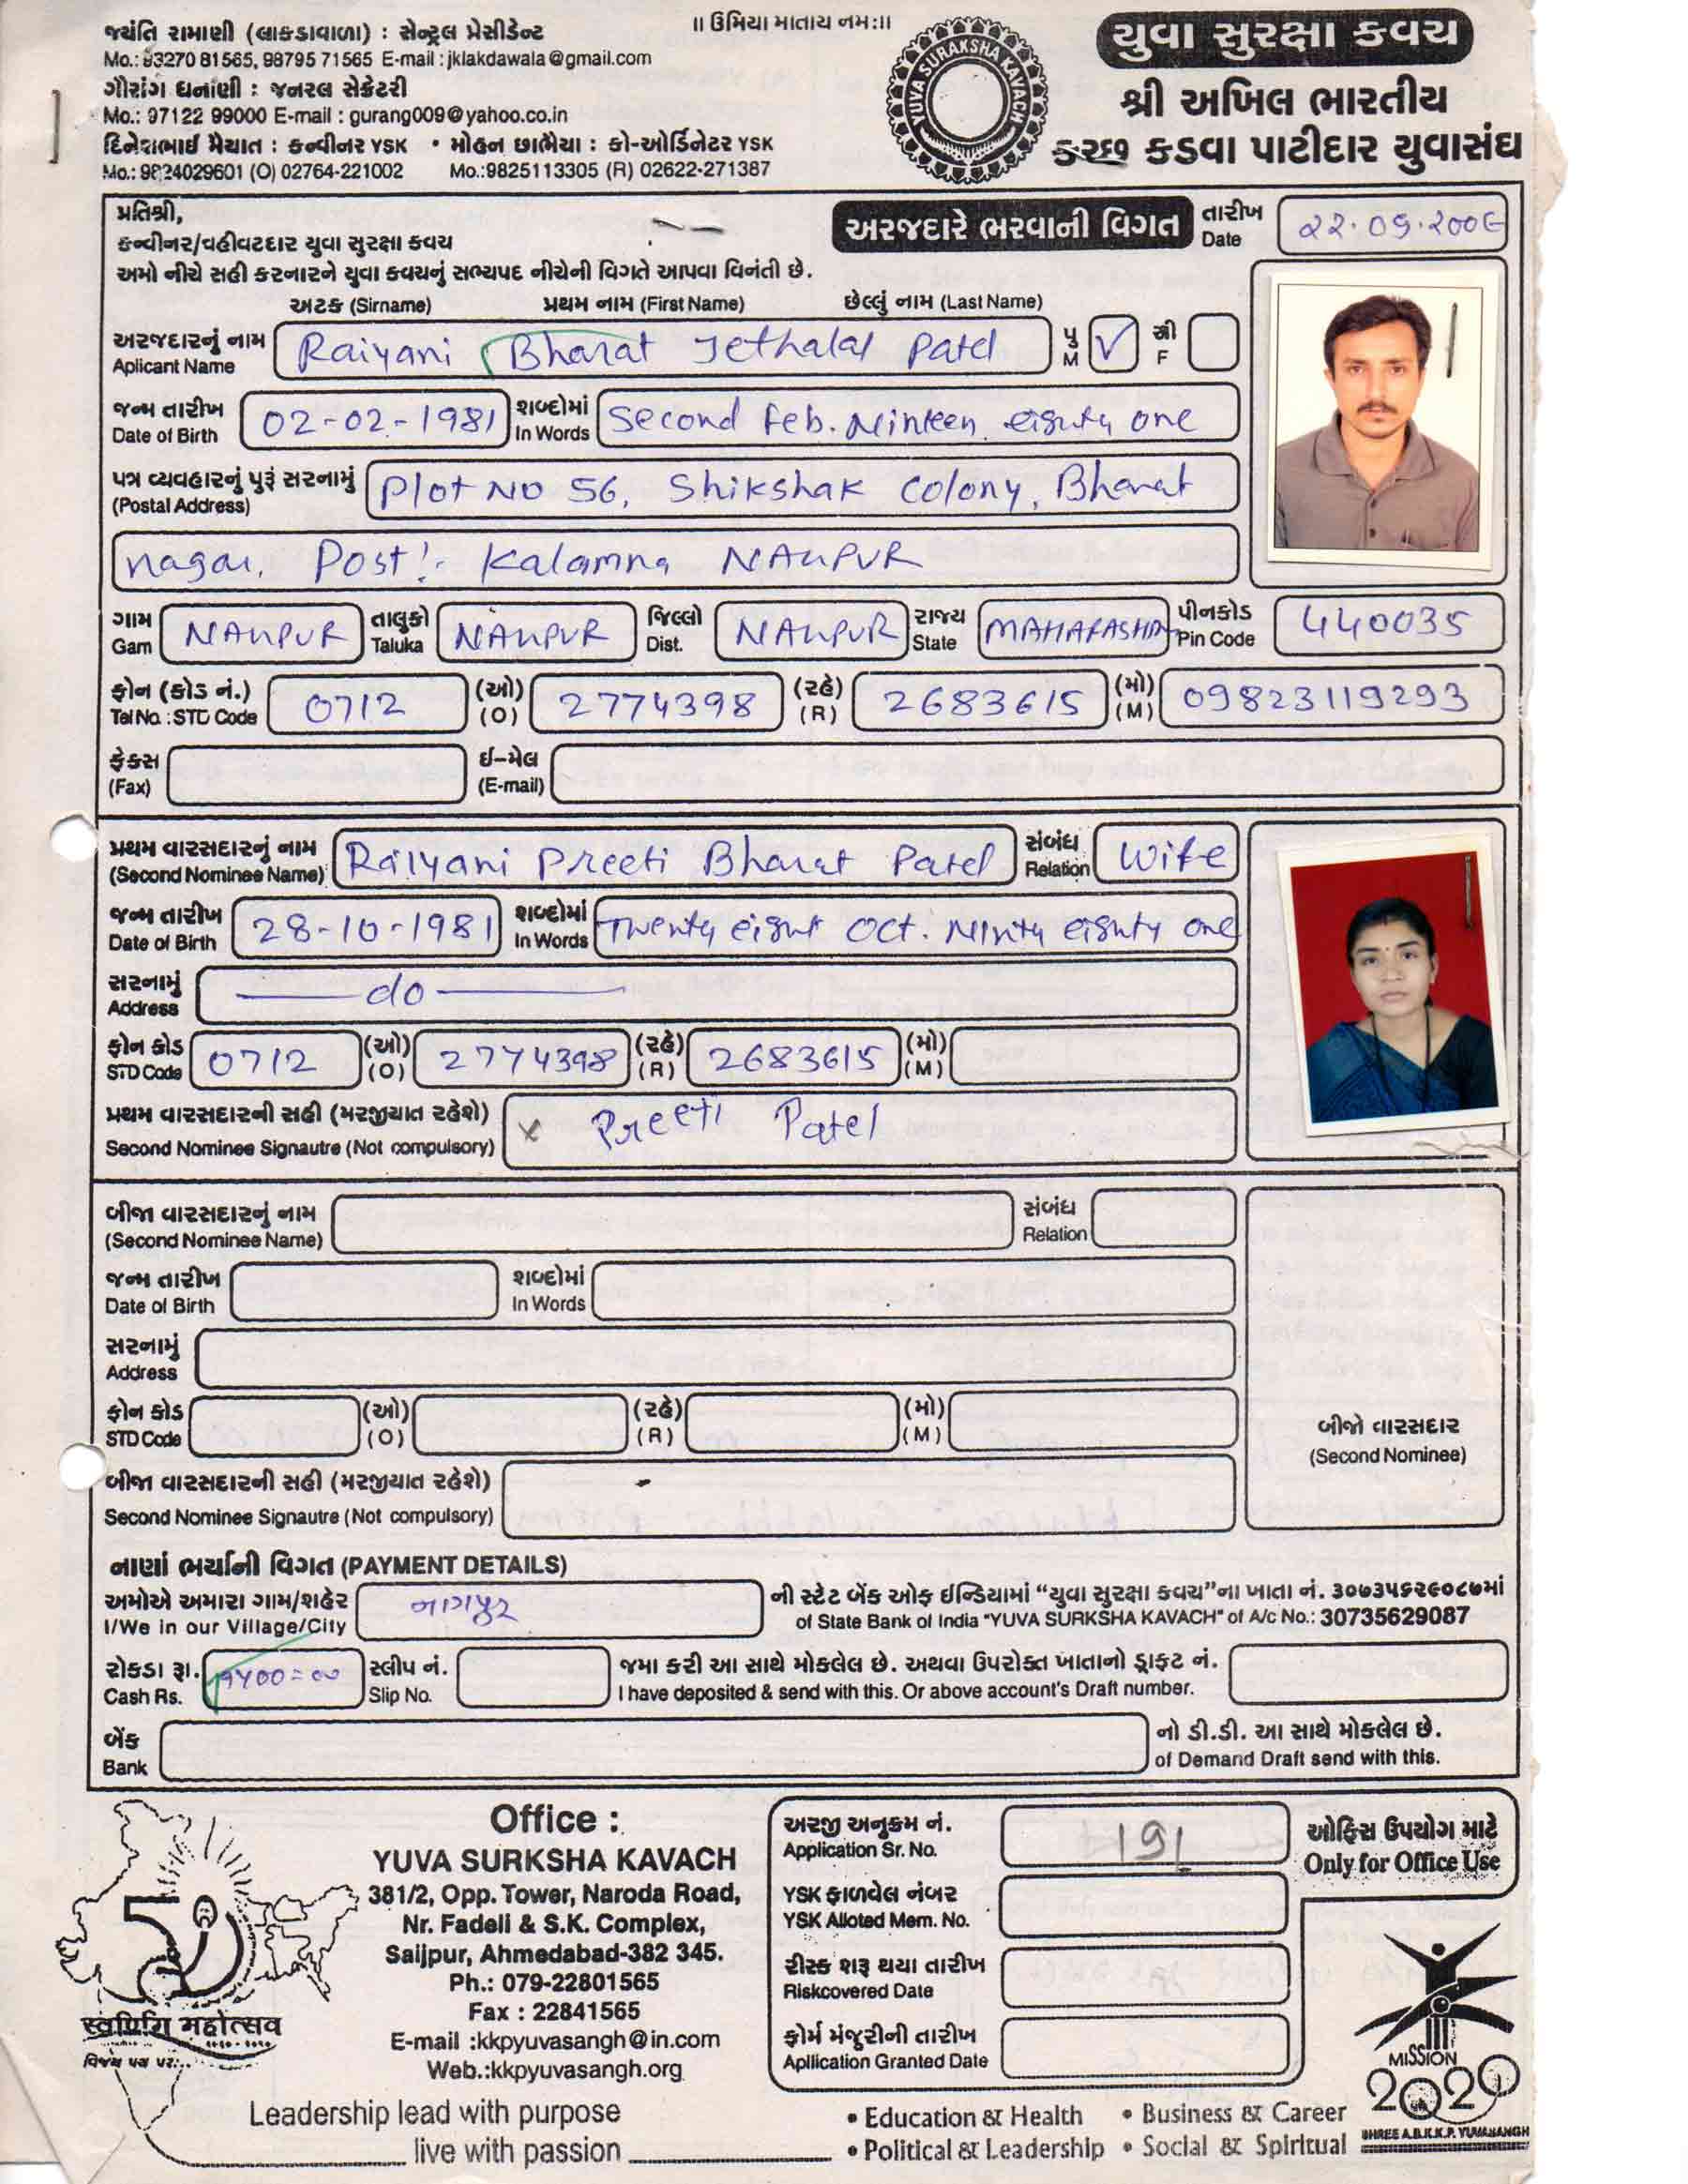 જયંતિ રામાણી (લાકડાવાળા) : સેન્ટ્રલ પ્રેસીડેન્ટ
Mo.: 93270 81565, 98795 71565 E-mail : jklakdawala@gmail.com
ગૌરાંગ ધનાણી : જનરલ સેક્રેટરી
Mo.: 97122 99000 E-mail : gurang009@yahoo.co.in
દિનેશભાઈ મૈયાત : કન્વીનર YSK • મોહન છાભૈયા : કો-ઓર્ડિનેટર YSK
Mo.: 9824029601 (O) 02764-221002 Mo.:9825113305 (R) 02622-271387
॥ ઉમિયા માતાય નમઃ॥
YUVA SURAKSHA KAVACH
યુવા સુરક્ષા કવચ
શ્રી અખિલ ભારતીય
કચ્છ કડવા પાટીદાર યુવાસંઘ
પ્રતિશ્રી,
કન્વીનર/વહીવટદાર યુવા સુરક્ષા કવચ
અમો નીચે સહી કરનારને યુવા કવચનું સભ્યપદ નીચેની વિગતે આપવા વિનંતી છે.
અરજદારે ભરવાની વિગત
તારીખ Date
અટક (Sirname) પ્રથમ નામ (First Name) છેલ્લું નામ (Last Name)
અરજદારનું નામ Aplicant Name Raiyani Bharat Jethalal Patel પુ M ✓ સ્ત્રી F
જન્મ તારીખ Date of Birth 02-02-1981 શબ્દોમાં In Words Second Feb. Ninteen eighty one
પત્ર વ્યવહારનું પુરૂં સરનામું (Postal Address) Plot No 56, Shikshak colony, Bharat
nagar, Post:- Kalamna NAGPUR
ગામ Gam NAGPUR તાલુકો Taluka NAGPUR જિલ્લો Dist. NAGPUR રાજ્ય State MAHARASHTRA પીનકોડ Pin Code 440035
ફોન (કોડ નં.) Tel No. : STD Code 0712 (ઓ) (O) 2774398 (રહે) (R) 2683615 (મો) (M) 09823119293
ફેક્સ (Fax) ઈ-મેલ (E-mail)
પ્રથમ વારસદારનું નામ (Second Nominee Name) Raiyani Preeti Bharat Patel સંબંધ Relation Wife
જન્મ તારીખ Date of Birth 28-10-1981 શબ્દોમાં In Words Twenty eight Oct. Ninty eighty one
સરનામું Address do
ફોન કોડ STD Code 0712 (ઓ) (O) 2774398 (રહે) (R) 2683615 (મો) (M)
પ્રથમ વારસદારની સહી (મરજીયાત રહેશે) Second Nominee Signautre (Not compulsory) x Preeti Patel
બીજા વારસદારનું નામ (Second Nominee Name) સંબંધ Relation
જન્મ તારીખ Date of Birth શબ્દોમાં In Words
સરનામું Address
ફોન કોડ STD Code (ઓ) (O) (રહે) (R) (મો) (M)
બીજા વારસદારની સહી (મરજીયાત રહેશે) Second Nominee Signautre (Not compulsory)
બીજો વારસદાર (Second Nominee)
નાણાં ભર્યાની વિગત (PAYMENT DETAILS)
અમોએ અમારા ગામ/શહેર નાગપુર ની સ્ટેટ બેંક ઓફ ઈન્ડિયામાં “યુવા સુરક્ષા કવચ”ના ખાતા નં. ૩૦૭૩૫૬૨૯૦૮૭માં
I/We in our Village/City of State Bank of India “YUVA SURKSHA KAVACH” of A/c No.: 30735629087
રોકડા રૂા. સ્લીપ નં. જમા કરી આ સાથે મોકલેલ છે. અથવા ઉપરોક્ત ખાતાનો ડ્રાફ્ટ નં.
Cash Rs. Slip No. I have deposited & send with this. Or above account's Draft number.
બેંક નો ડી.ડી. આ સાથે મોકલેલ છે.
Bank of Demand Draft send with this.
50
स्वर्णिम महोत्सव
વિજય પથ પર...
Office :
YUVA SURKSHA KAVACH
381/2, Opp. Tower, Naroda Road,
Nr. Fadeli & S.K. Complex,
Saijpur, Ahmedabad-382 345.
Ph.: 079-22801565
Fax : 22841565
E-mail :kkpyuvasangh@in.com
Web.:kkpyuvasangh.org
અરજી અનુક્રમ નં. Application Sr. No. 191
YSK ફાળવેલ નંબર YSK Alloted Mem. No.
રીસ્ક શરૂ થયા તારીખ Riskcovered Date
ફોર્મ મંજૂરીની તારીખ Apllication Granted Date
ઓફિસ ઉપયોગ માટે
Only for Office Use
MISSION
2020
SHREE A.B.K.K.P. YUVASANGH
Leadership lead with purpose
live with passion
• Education & Health • Business & Career
• Political & Leadership • Social & Spiritual